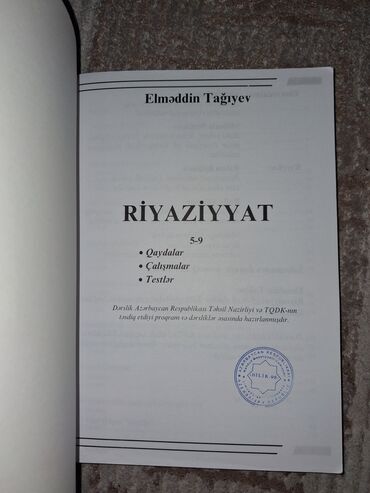 Elməddin Tağıyev
RİYAZİYYAT
5-9
• Qaydalar
• Çalışmalar
• Testlər
Dərslik Azərbaycan Respublikası Təhsil Nazirliyi və TQDK-nın
təsdiq etdiyi proqram və dərsliklər əsasında hazırlanmışdır.